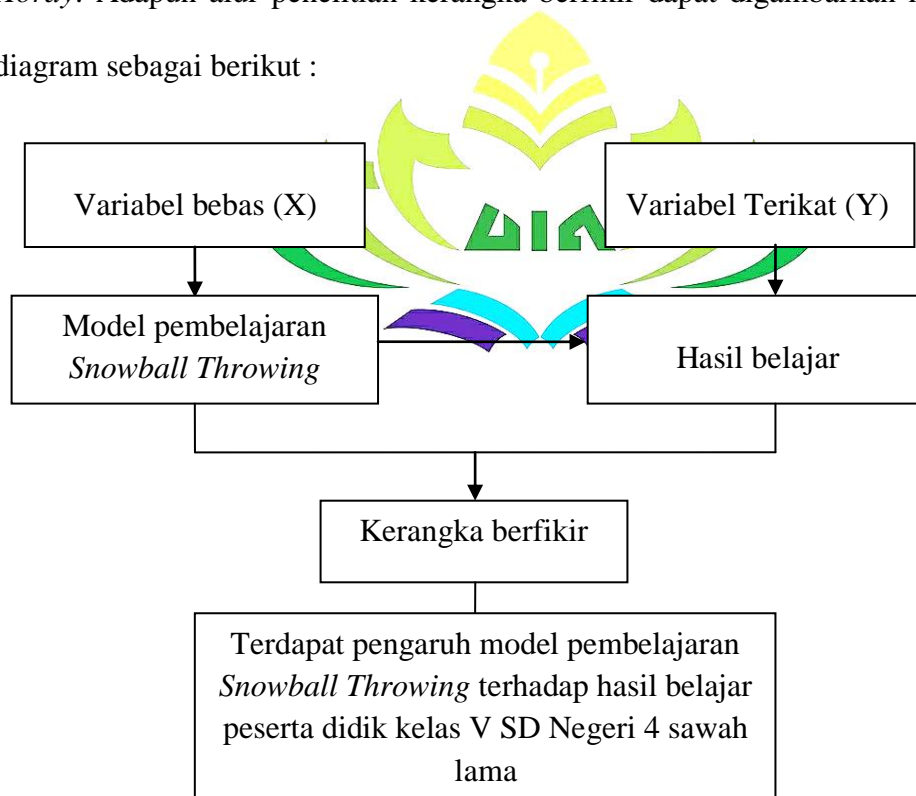 diagram sebagai berikut :
Variabel bebas (X)
Variabel Terikat (Y)
Model pembelajaran
Snowball Throwing
Hasil belajar
Kerangka berfikir
Terdapat pengaruh model pembelajaran
Snowball Throwing terhadap hasil belajar
peserta didik kelas V SD Negeri 4 sawah
lama